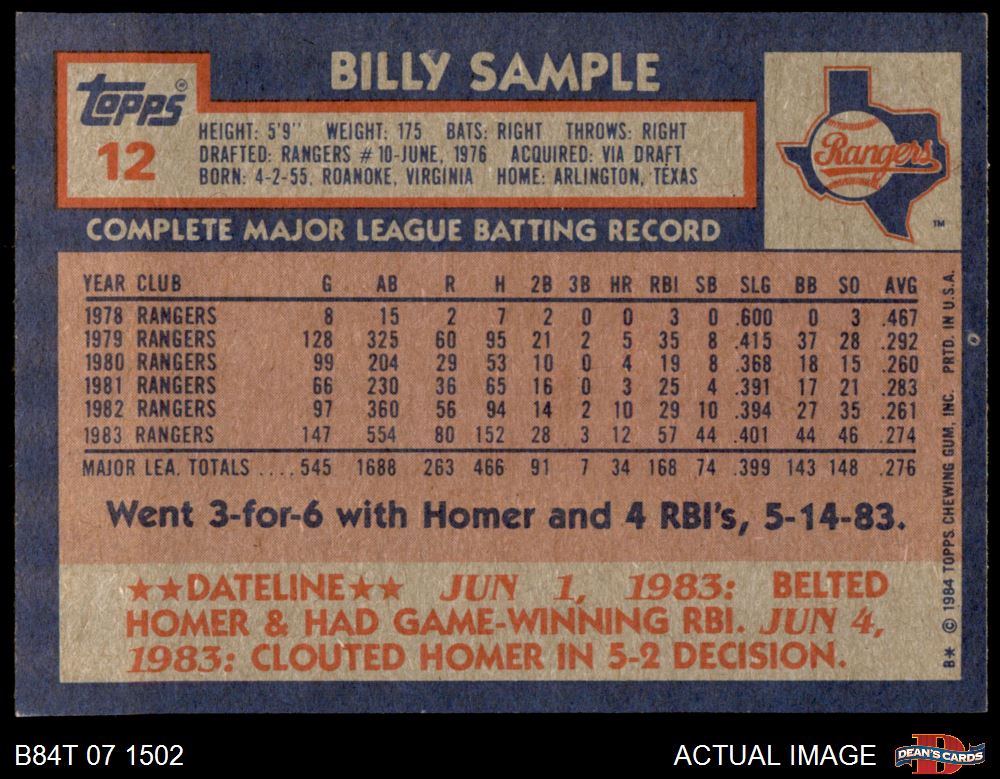 BILLY SAMPLE
Topps®
12
HEIGHT: 5'9" WEIGHT: 175 BATS: RIGHT THROWS: RIGHT
DRAFTED: RANGERS #10-JUNE, 1976 ACQUIRED: VIA DRAFT
BORN: 4-2-55, ROANOKE, VIRGINIA HOME: ARLINGTON, TEXAS
Rangers
TM
COMPLETE MAJOR LEAGUE BATTING RECORD
YEAR CLUB G AB R H 2B 3B HR RBI SB SLG BB SO AVG
1978 RANGERS 8 15 2 7 2 0 0 3 0 .600 0 3 .467
1979 RANGERS 128 325 60 95 21 2 5 35 8 .415 37 28 .292
1980 RANGERS 99 204 29 53 10 0 4 19 8 .368 18 15 .260
1981 RANGERS 66 230 36 65 16 0 3 25 4 .391 17 21 .283
1982 RANGERS 97 360 56 94 14 2 10 29 10 .394 27 35 .261
1983 RANGERS 147 554 80 152 28 3 12 57 44 .401 44 46 .274
MAJOR LEA. TOTALS .... 545 1688 263 466 91 7 34 168 74 .399 143 148 .276
Went 3-for-6 with Homer and 4 RBI's, 5-14-83.
★★DATELINE★★ JUN 1, 1983: BELTED
HOMER & HAD GAME-WINNING RBI. JUN 4,
1983: CLOUTED HOMER IN 5-2 DECISION.
B* © 1984 TOPPS CHEWING GUM, INC. PRTD. IN U.S.A.
B84T 07 1502
ACTUAL IMAGE
DEAN'S CARDS